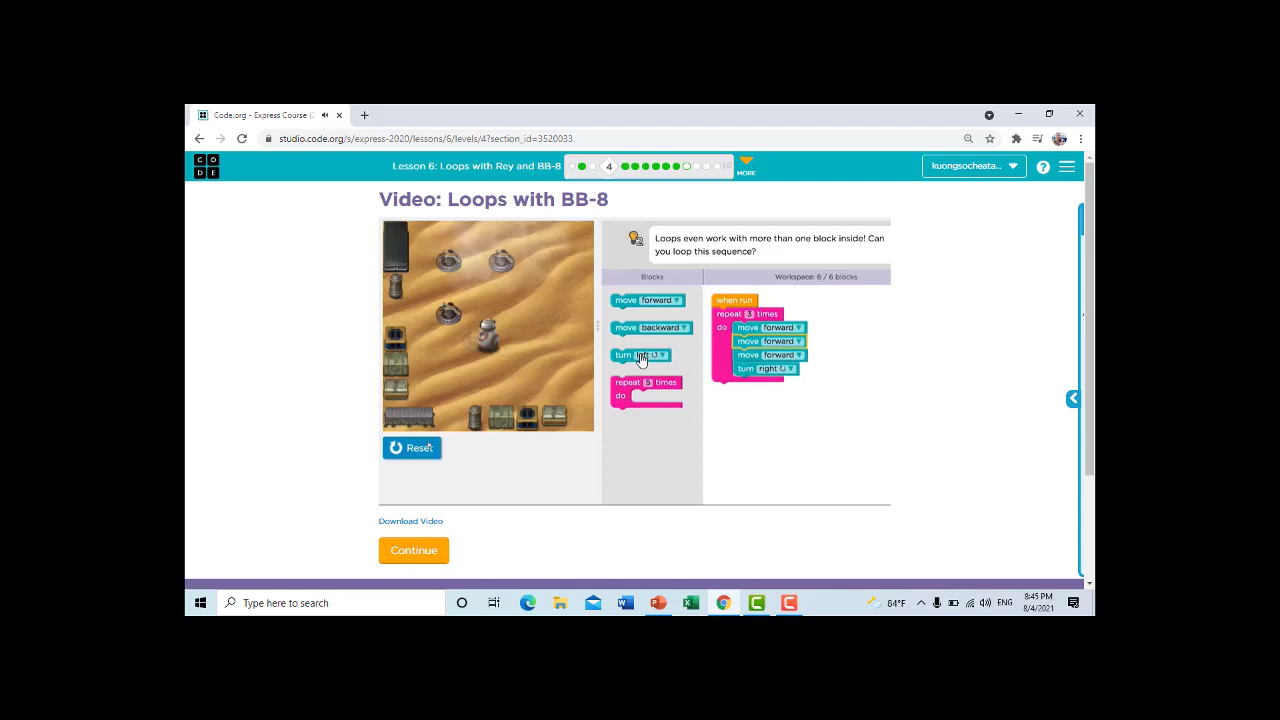 Code.org - Express Course (2
studio.code.org/s/express-2020/lessons/6/levels/4?section_id=3520033
C O
D E
Lesson 6: Loops with Rey and BB-8
4
MORE
kuongsocheata...
Video: Loops with BB-8
2
Loops even work with more than one block inside! Can
you loop this sequence?
Blocks
Workspace: 6 / 6 blocks
move forward
move backward
turn left
repeat 5 times
do
when run
repeat 3 times
do
move forward
move forward
move forward
turn right
Reset
Download Video
Continue
Type here to search
84°F
ENG
8:45 PM
8/4/2021